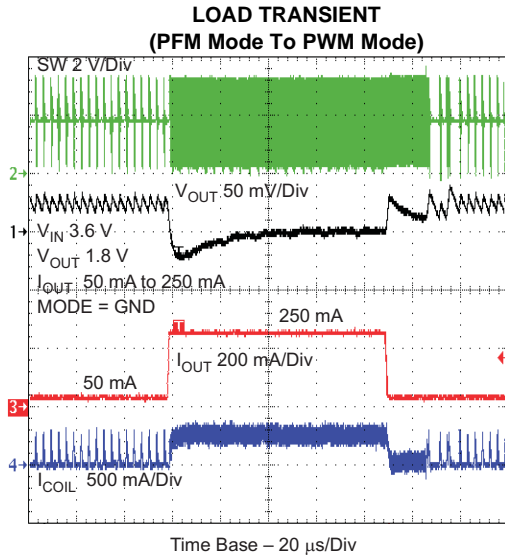 LOAD TRANSIENT
(PFM Mode To PWM Mode)
SW 2 V/Div
2
VOUT 50 mV/Div
1
VIN 3.6 V
VOUT 1.8 V
IOUT 50 mA to 250 mA
MODE = GND
T
250 mA
IOUT 200 mA/Div
50 mA
3
4
ICOIL 500 mA/Div
Time Base – 20 µs/Div